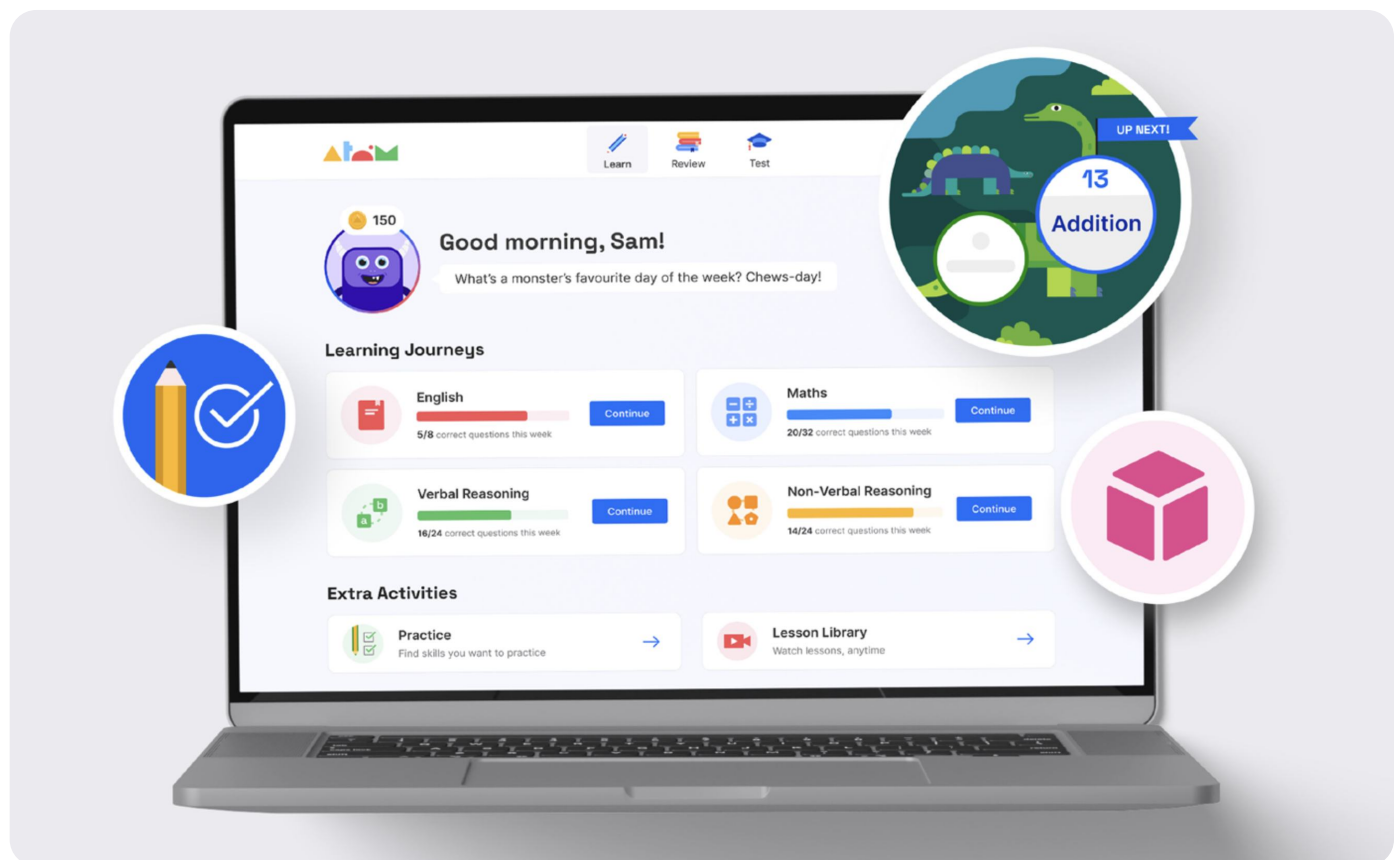 atom
Learn
Review
Test
UP NEXT!
13
Addition
150
Good morning, Sam!
What's a monster's favourite day of the week? Chews-day!
Learning Journeys
English
5/8 correct questions this week
Continue
Maths
20/32 correct questions this week
Continue
a b
Verbal Reasoning
16/24 correct questions this week
Continue
Non-Verbal Reasoning
14/24 correct questions this week
Continue
Extra Activities
Practice
Find skills you want to practice
Lesson Library
Watch lessons, anytime